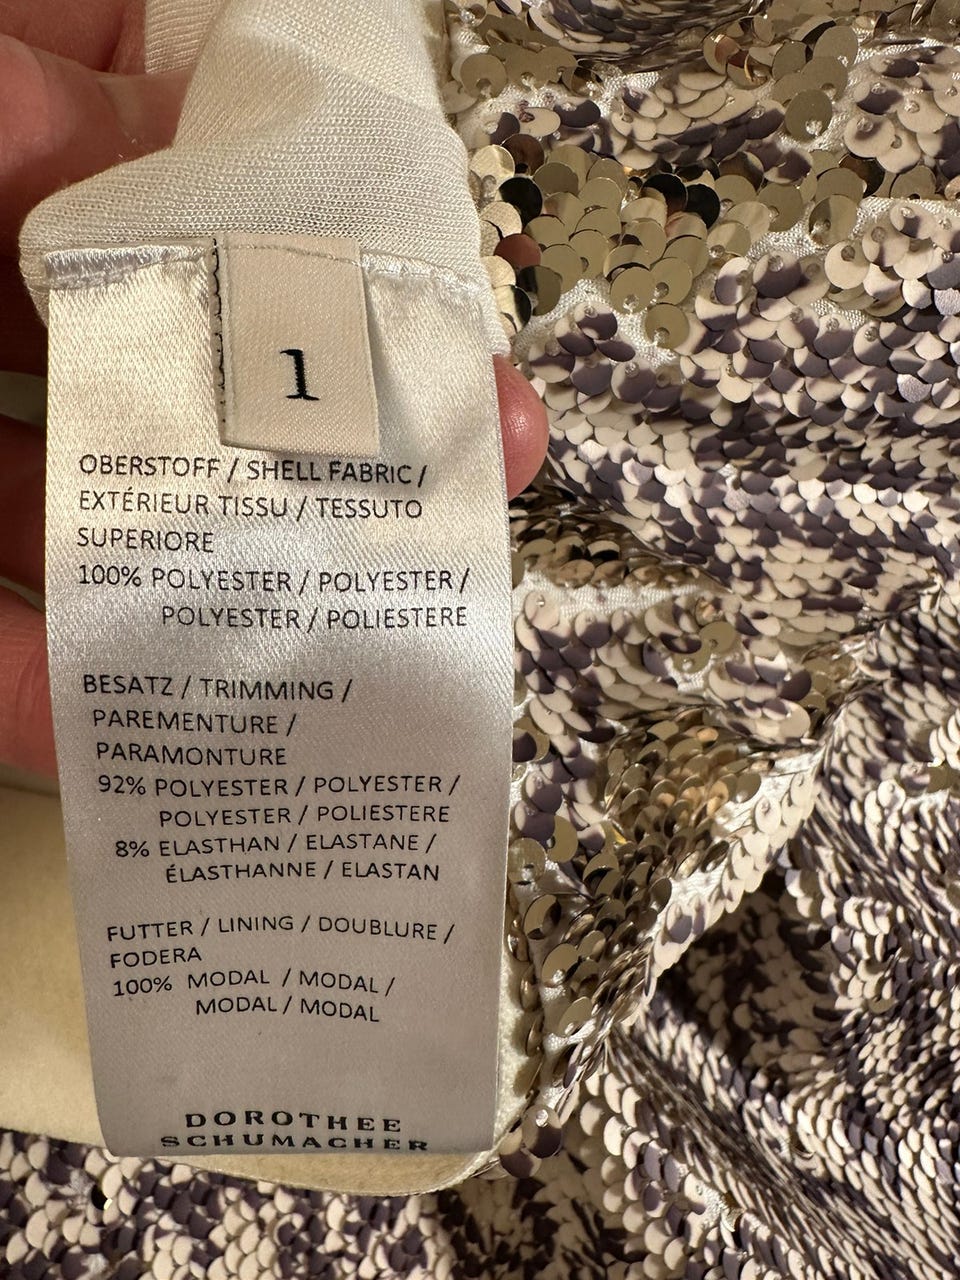 1
OBERSTOFF / SHELL FABRIC /
EXTÉRIEUR TISSU / TESSUTO
SUPERIORE
100% POLYESTER / POLYESTER /
POLYESTER / POLIESTERE
BESATZ / TRIMMING /
PAREMENTURE /
PARAMONTURE
92% POLYESTER / POLYESTER /
POLYESTER / POLIESTERE
8% ELASTHAN / ELASTANE /
ÉLASTHANNE / ELASTAN
FUTTER / LINING / DOUBLURE /
FODERA
100% MODAL / MODAL /
MODAL / MODAL
DOROTHEE
SCHUMACHER